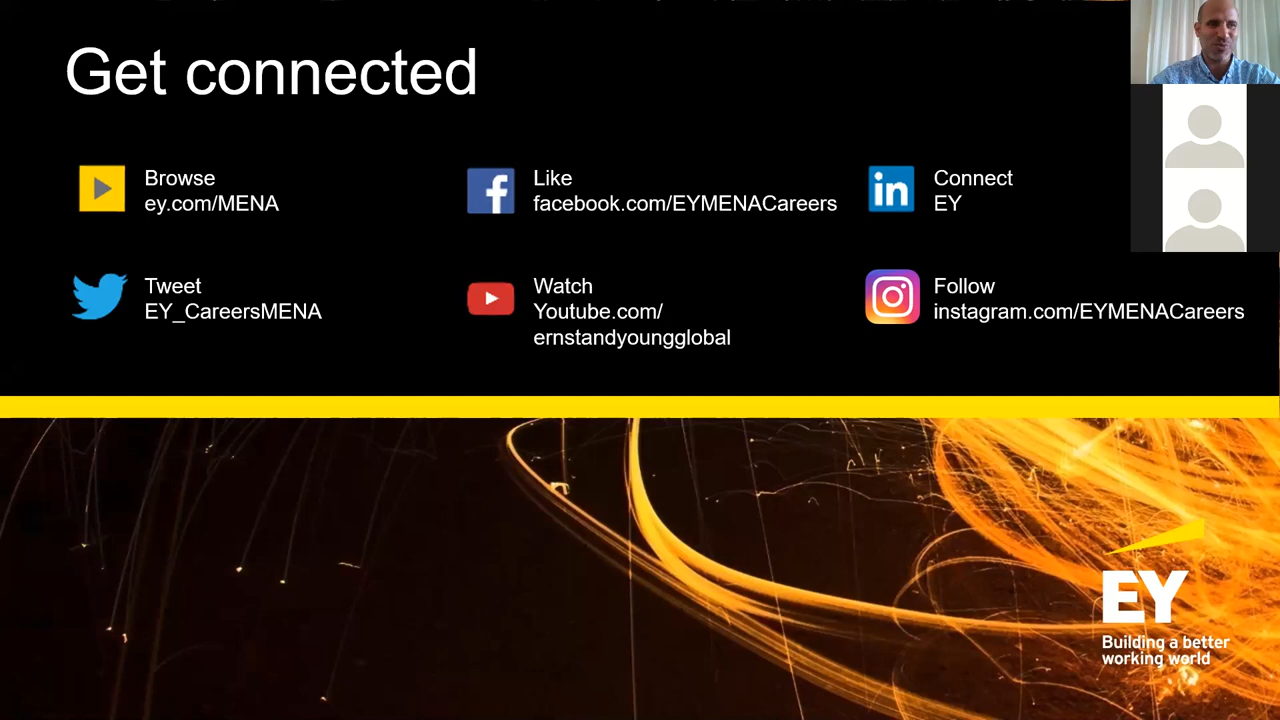 Get connected
Browse
ey.com/MENA
Like
facebook.com/EYMENACareers
Connect
EY
Tweet
EY_CareersMENA
Watch
Youtube.com/
ernstandyoungglobal
Follow
instagram.com/EYMENACareers
EY
Building a better
working world